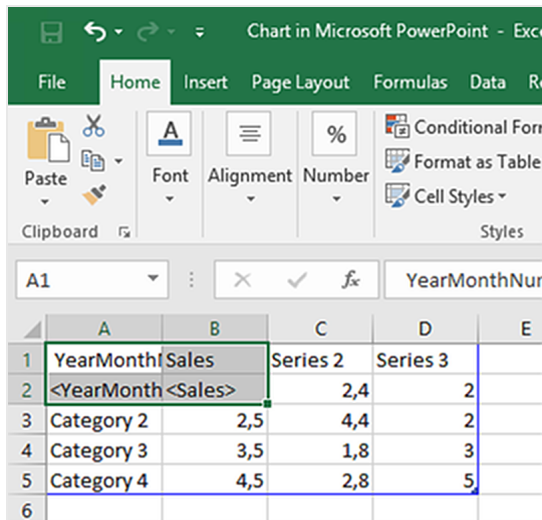 Chart in Microsoft PowerPoint - Exc
File Home Insert Page Layout Formulas Data R
Paste Font Alignment Number
%
Conditional For
Format as Table
Cell Styles
Clipboard Styles
A1 fx YearMonthNu
A B C D E
1 YearMonthN Sales Series 2 Series 3
2 <YearMonth <Sales> 2,4 2
3 Category 2 2,5 4,4 2
4 Category 3 3,5 1,8 3
5 Category 4 4,5 2,8 5
6